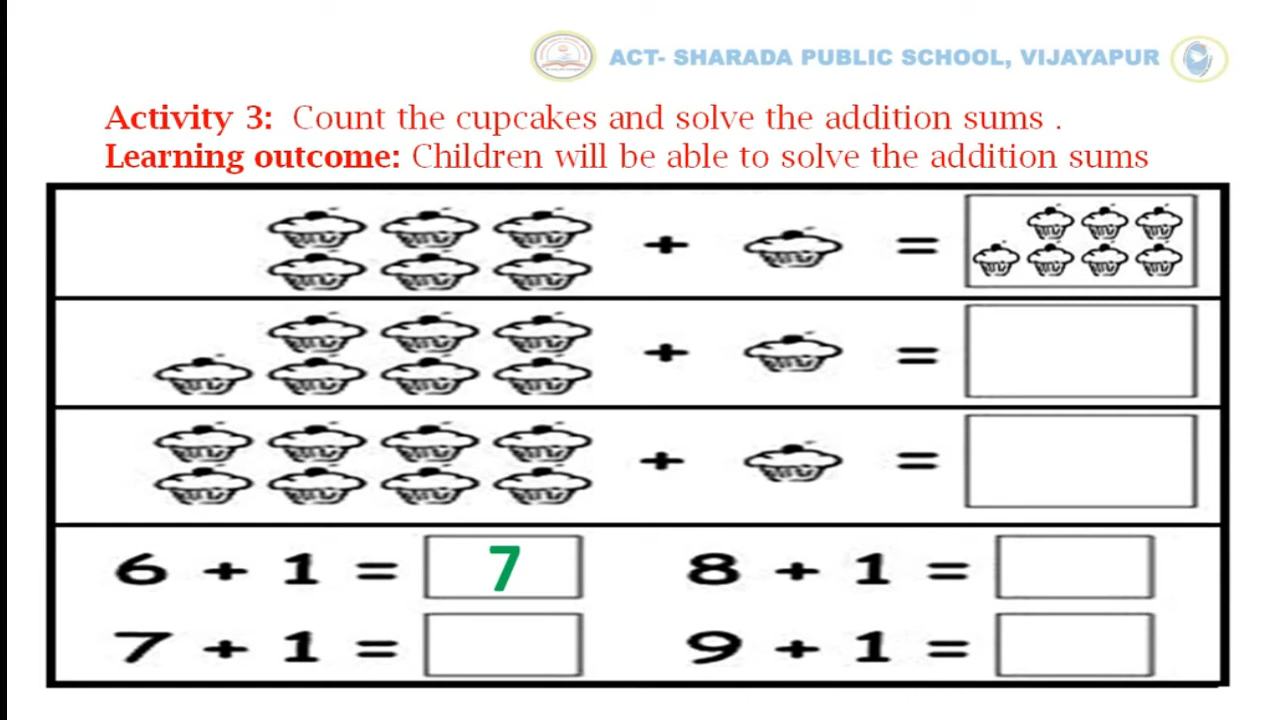 ACT- SHARADA PUBLIC SCHOOL, VIJAYAPUR
Activity 3: Count the cupcakes and solve the addition sums .
Learning outcome: Children will be able to solve the addition sums
+ =
+ =
+ =
6 + 1 = 7 8 + 1 =
7 + 1 = 9 + 1 =